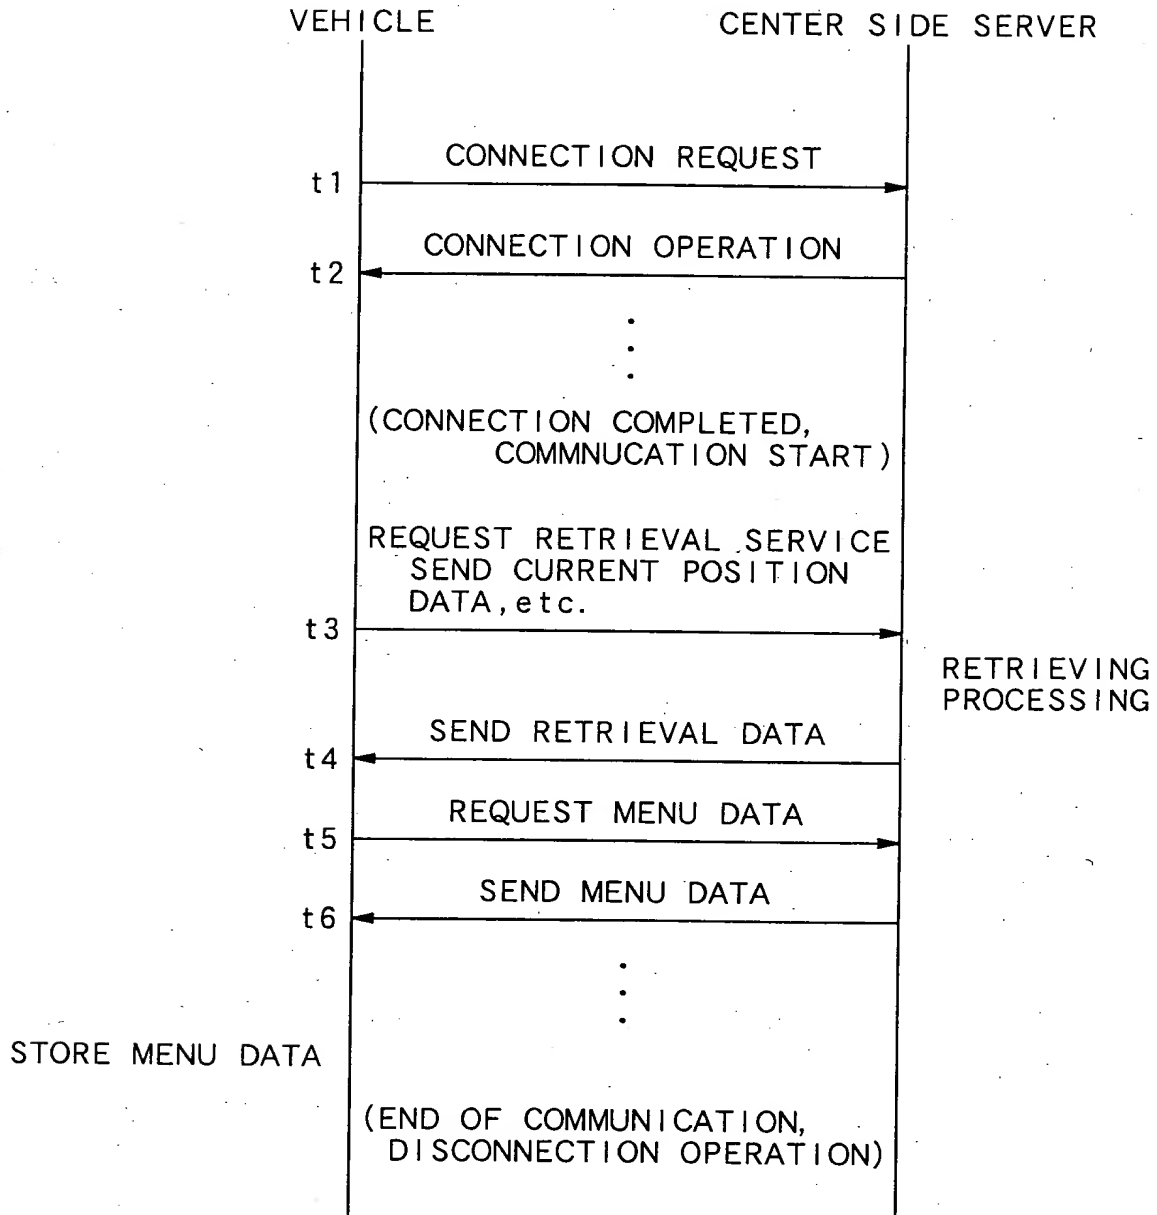 VEHICLE CENTER SIDE SERVER
CONNECTION REQUEST
t1
CONNECTION OPERATION
t2
(CONNECTION COMPLETED,
COMMNUCATION START)
REQUEST RETRIEVAL SERVICE
SEND CURRENT POSITION
DATA, etc.
t3
RETRIEVING
PROCESSING
SEND RETRIEVAL DATA
t4
REQUEST MENU DATA
t5
SEND MENU DATA
t6
STORE MENU DATA
(END OF COMMUNICATION,
DISCONNECTION OPERATION)